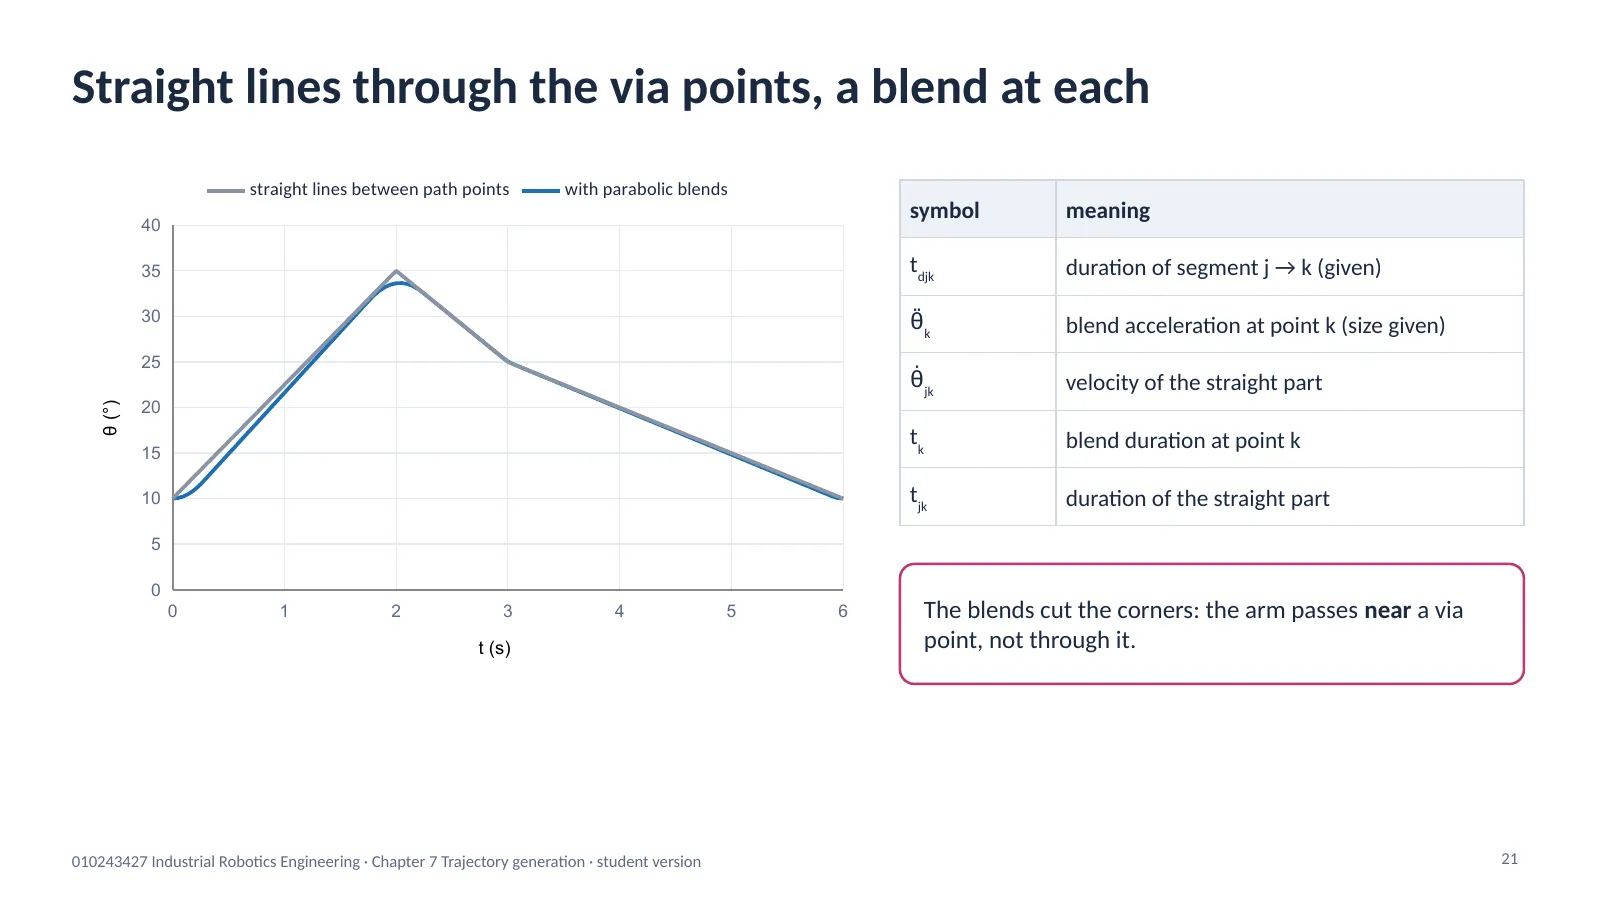 Straight lines through the via points, a blend at each
straight lines between path points with parabolic blends
40
35
30
25
20
15
10
5
0
0 1 2 3 4 5 6
θ (°)
t (s)
symbol meaning
tdjk duration of segment j → k (given)
θ̈k blend acceleration at point k (size given)
θ̇jk velocity of the straight part
tk blend duration at point k
tjk duration of the straight part
The blends cut the corners: the arm passes near a via
point, not through it.
010243427 Industrial Robotics Engineering · Chapter 7 Trajectory generation · student version
21